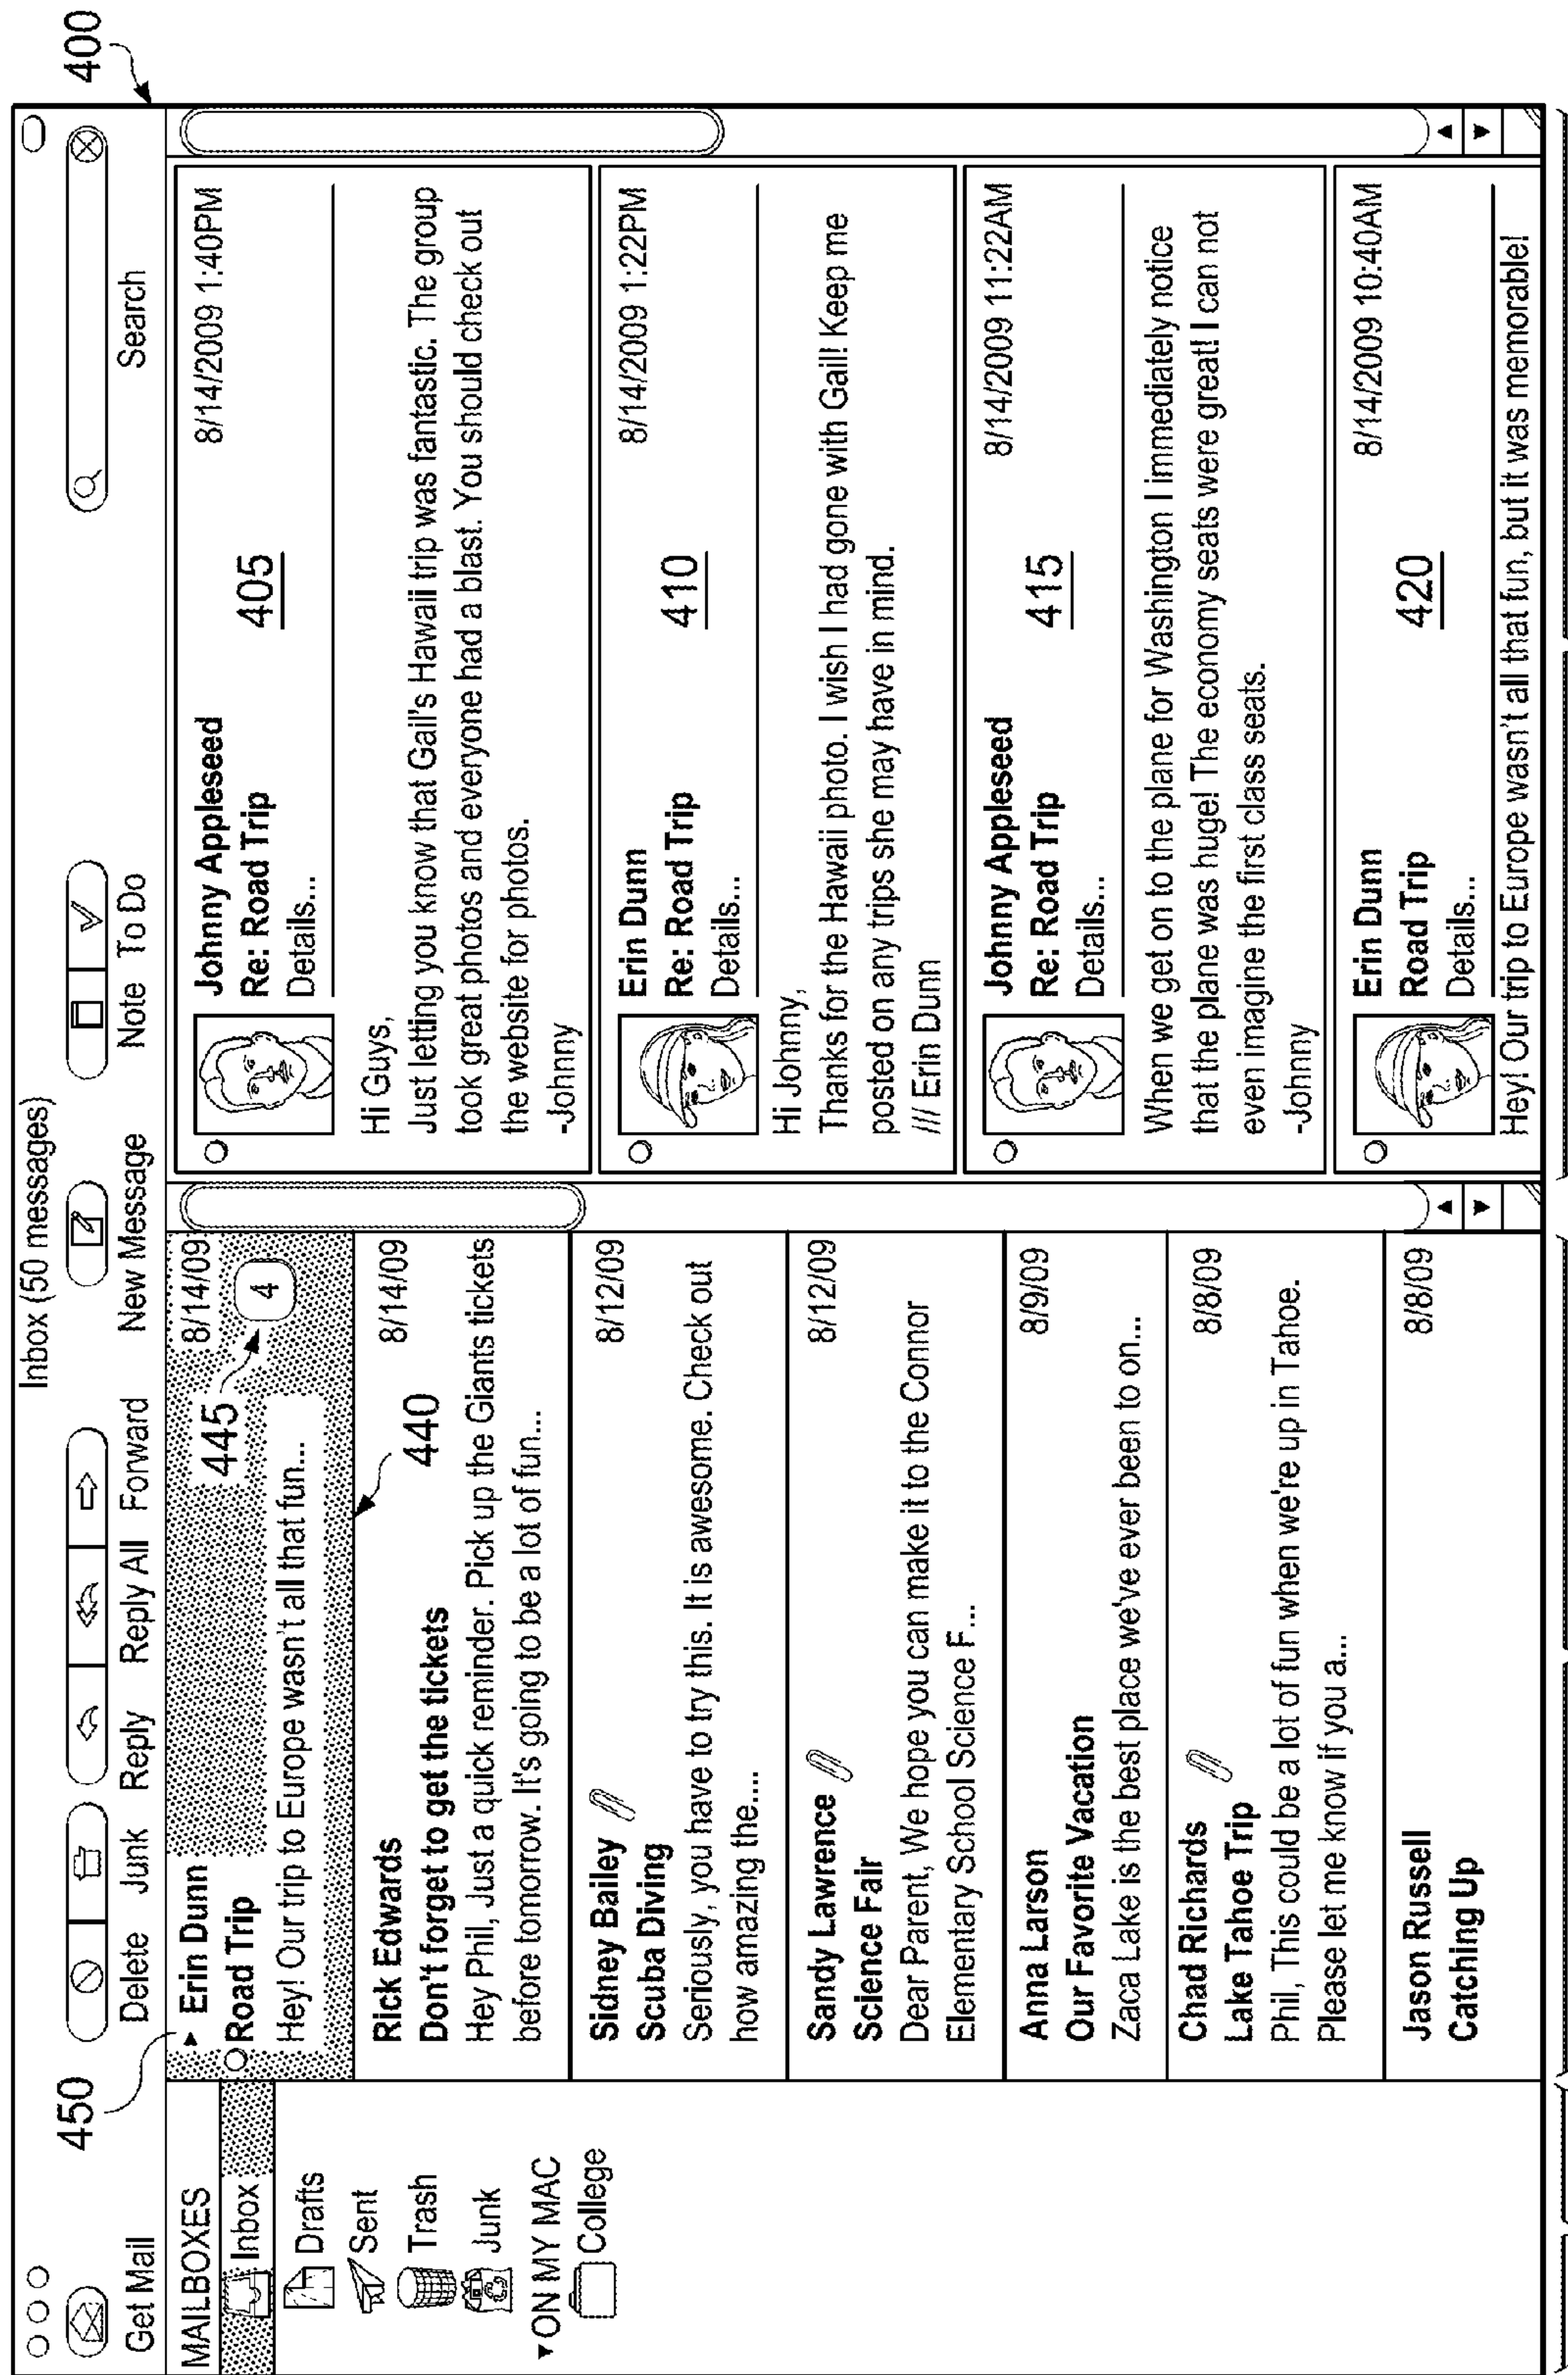 400
Inbox (50 messages)
Get Mail
Delete
Junk
Reply
Reply All
Forward
New Message
Note
To Do
Search
450
MAILBOXES
Inbox
Drafts
Sent
Trash
Junk
ON MY MAC
College
Erin Dunn 8/14/09
Road Trip 445 4
Hey! Our trip to Europe wasn't all that fun...
Rick Edwards 8/14/09
Don't forget to get the tickets 440
Hey Phil, Just a quick reminder. Pick up the Giants tickets
before tomorrow. It's going to be a lot of fun...
Sidney Bailey 8/12/09
Scuba Diving
Seriously, you have to try this. It is awesome. Check out
how amazing the....
Sandy Lawrence 8/12/09
Science Fair
Dear Parent, We hope you can make it to the Connor
Elementary School Science F...
Anna Larson 8/9/09
Our Favorite Vacation
Zaca Lake is the best place we've ever been to on...
Chad Richards 8/8/09
Lake Tahoe Trip
Phil, This could be a lot of fun when we're up in Tahoe.
Please let me know if you a...
Jason Russell 8/8/09
Catching Up
Johnny Appleseed 8/14/2009 1:40PM
Re: Road Trip 405
Details...
Hi Guys,
Just letting you know that Gail's Hawaii trip was fantastic. The group
took great photos and everyone had a blast. You should check out
the website for photos.
-Johnny
Erin Dunn 8/14/2009 1:22PM
Re: Road Trip 410
Details...
Hi Johnny,
Thanks for the Hawaii photo. I wish I had gone with Gail! Keep me
posted on any trips she may have in mind.
/// Erin Dunn
Johnny Appleseed 8/14/2009 11:22AM
Re: Road Trip 415
Details...
When we get on to the plane for Washington I immediately notice
that the plane was huge! The economy seats were great! I can not
even imagine the first class seats.
-Johnny
Erin Dunn 8/14/2009 10:40AM
Road Trip 420
Details...
Hey! Our trip to Europe wasn't all that fun, but it was memorable!